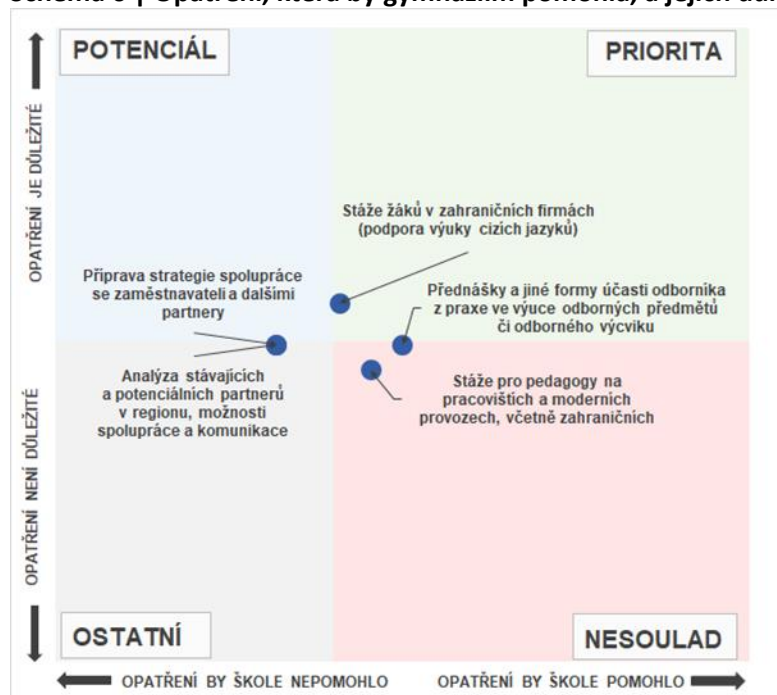 POTENCIÁL
PRIORITA
OPATŘENÍ JE DŮLEŽITÉ
Stáže žáků v zahraničních firmách
(podpora výuky cizích jazyků)
Příprava strategie spolupráce
se zaměstnavateli a dalšími
partnery
Přednášky a jiné formy účasti odborníka
z praxe ve výuce odborných předmětů
či odborného výcviku
Analýza stávajících
a potenciálních partnerů
v regionu, možnosti
spolupráce a komunikace
Stáže pro pedagogy na
pracovištích a moderních
provozech, včetně zahraničních
OPATŘENÍ NENÍ DŮLEŽITÉ
OSTATNÍ
NESOULAD
OPATŘENÍ BY ŠKOLE NEPOMOHLO
OPATŘENÍ BY ŠKOLE POMOHLO